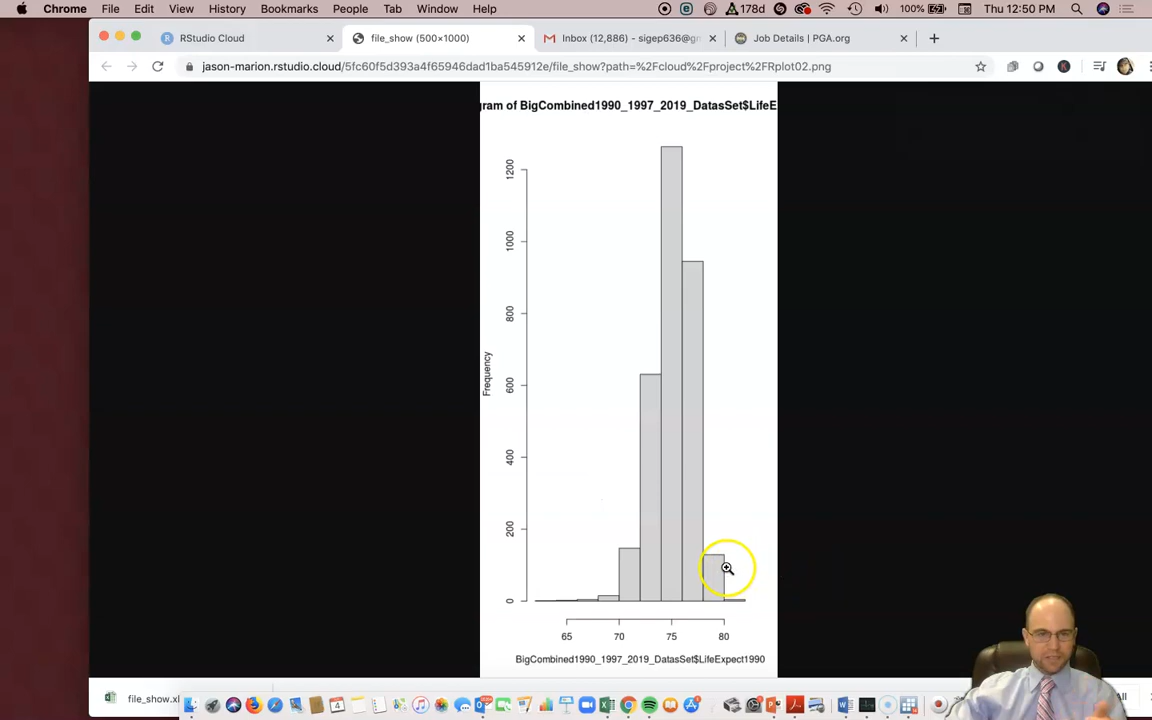 Chrome File Edit View History Bookmarks People Tab Window Help 178d 100% Thu 12:50 PM
RStudio Cloud file_show (500×1000) Inbox (12,886) - sigep636@gm Job Details | PGA.org
jason-marion.rstudio.cloud/5fc60f5d393a4f65946dad1ba545912e/file_show?path=%2Fcloud%2Fproject%2FRplot02.png
gram of BigCombined1990_1997_2019_DatasSet$LifeE
1200
1000
800
600
400
200
0
Frequency
65 70 75 80
BigCombined1990_1997_2019_DatasSet$LifeExpect1990
file_show.xl
All